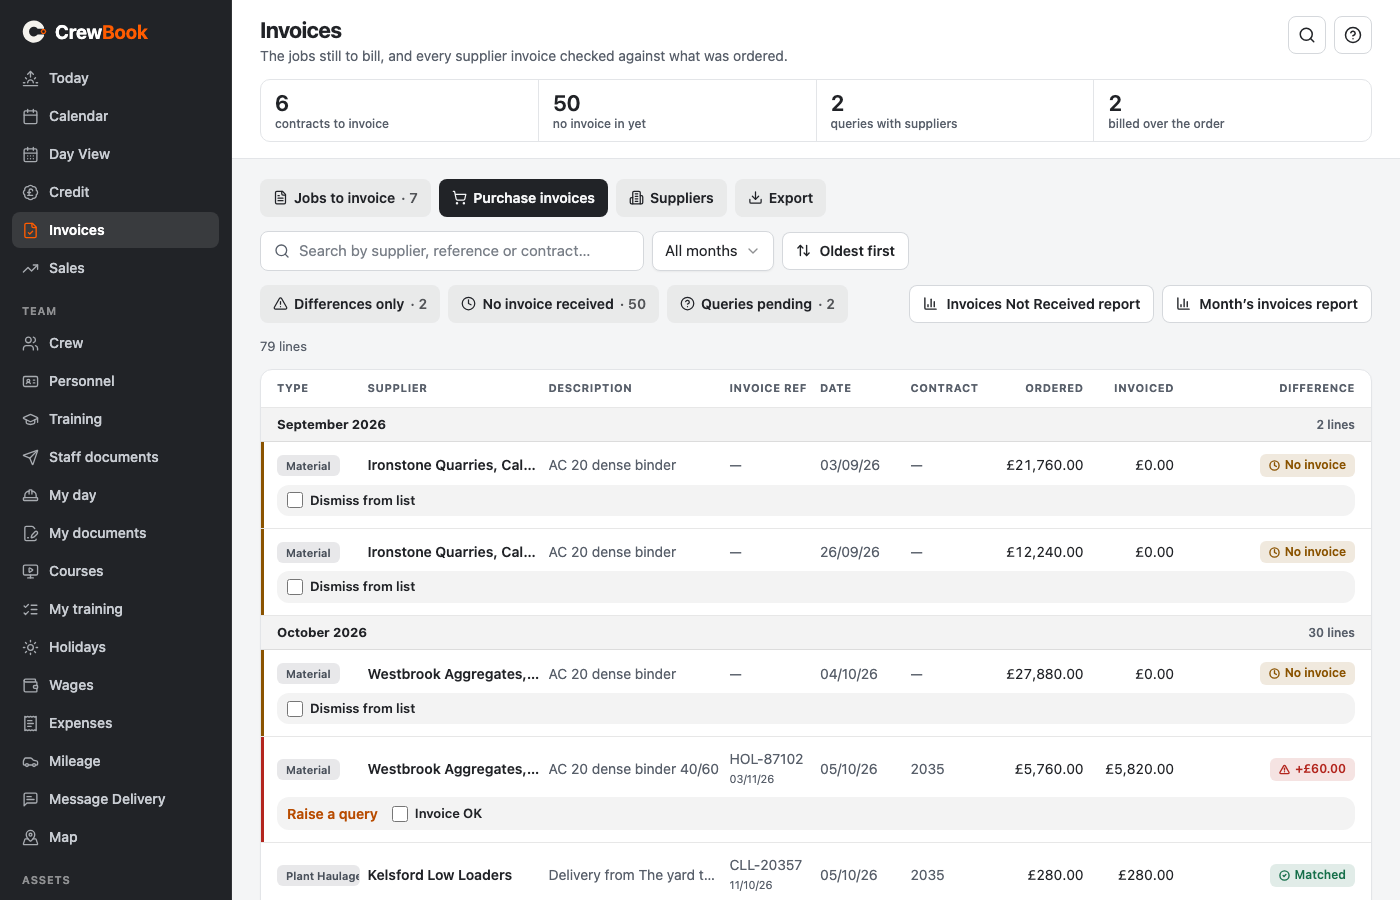 CrewBook
Today
Calendar
Day View
Credit
Invoices
Sales
TEAM
Crew
Personnel
Training
Staff documents
My day
My documents
Courses
My training
Holidays
Wages
Expenses
Mileage
Message Delivery
Map
ASSETS
Invoices
The jobs still to bill, and every supplier invoice checked against what was ordered.
6
contracts to invoice
50
no invoice in yet
2
queries with suppliers
2
billed over the order
Jobs to invoice · 7
Purchase invoices
Suppliers
Export
Search by supplier, reference or contract...
All months
Oldest first
Differences only · 2
No invoice received · 50
Queries pending · 2
Invoices Not Received report
Month's invoices report
79 lines
TYPE SUPPLIER DESCRIPTION INVOICE REF DATE CONTRACT ORDERED INVOICED DIFFERENCE
September 2026 2 lines
Material Ironstone Quarries, Cal... AC 20 dense binder — 03/09/26 — £21,760.00 £0.00 No invoice
Dismiss from list
Material Ironstone Quarries, Cal... AC 20 dense binder — 26/09/26 — £12,240.00 £0.00 No invoice
Dismiss from list
October 2026 30 lines
Material Westbrook Aggregates,... AC 20 dense binder — 04/10/26 — £27,880.00 £0.00 No invoice
Dismiss from list
Material Westbrook Aggregates,... AC 20 dense binder 40/60 HOL-87102 05/10/26 2035 £5,760.00 £5,820.00 +£60.00
03/11/26
Raise a query Invoice OK
Plant Haulage Kelsford Low Loaders Delivery from The yard t... CLL-20357 05/10/26 2035 £280.00 £280.00 Matched
11/10/26